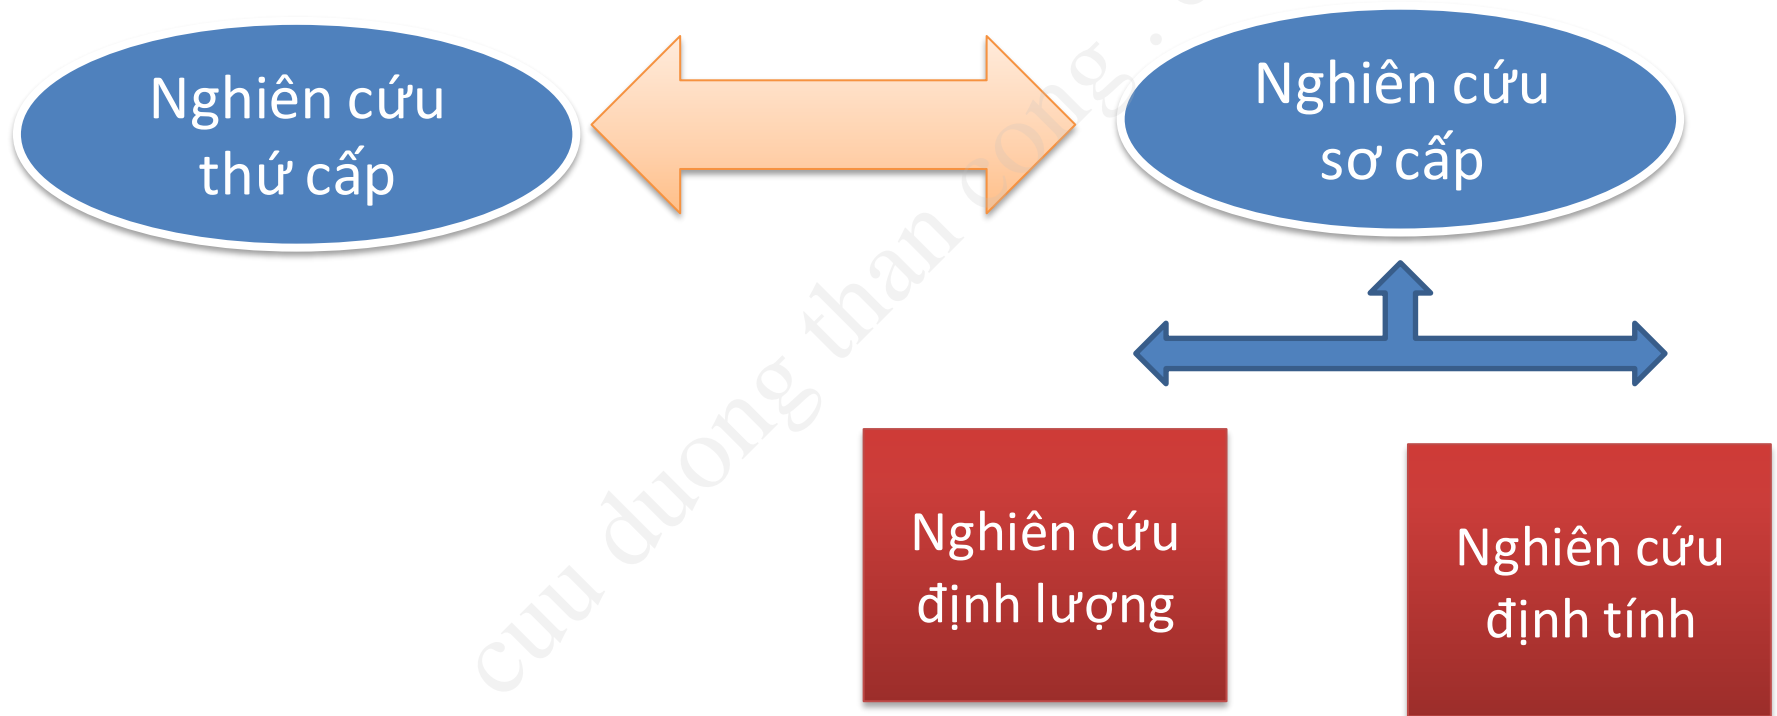 Nghiên cứu
thứ cấp
Nghiên cứu
sơ cấp
Nghiên cứu
định lượng
Nghiên cứu
định tính
cuu duong than cong .